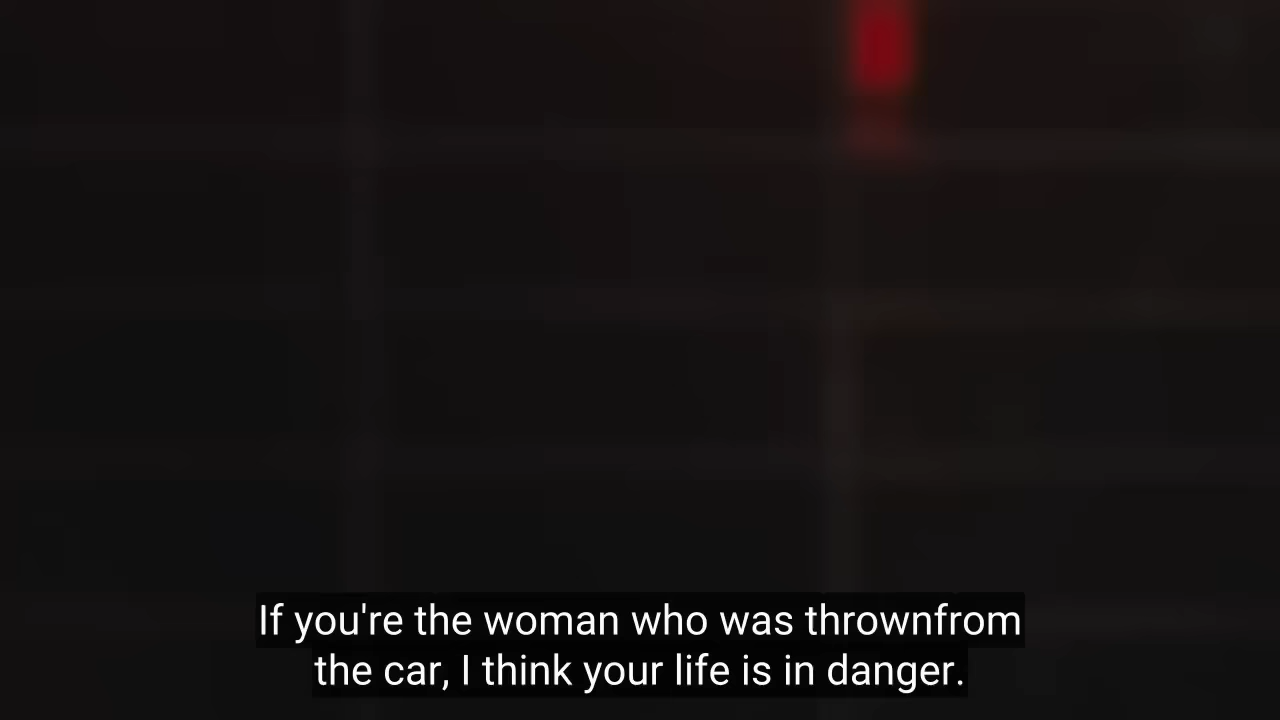 If you're the woman who was thrownfrom
the car, I think your life is in danger.